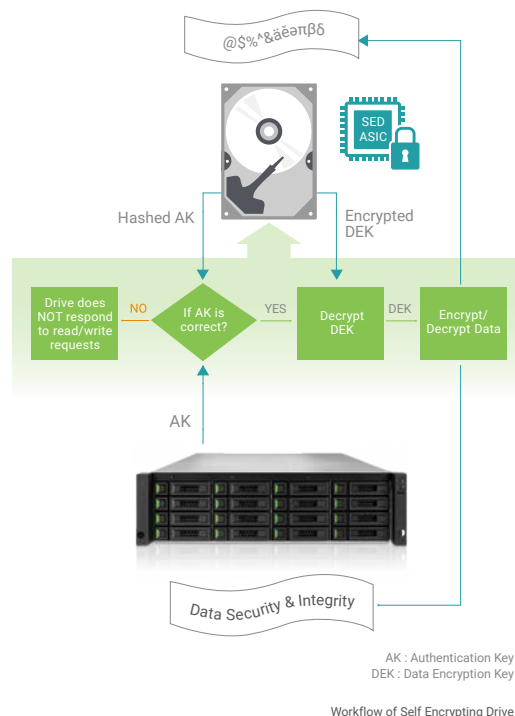 @$%^&äĕəπβδ
SED
ASIC
Hashed AK
Encrypted
DEK
Drive does
NOT respond
to read/write
requests
NO
If AK is
correct?
YES
Decrypt
DEK
DEK
Encrypt/
Decrypt Data
AK
Data Security & Integrity
AK : Authentication Key
DEK : Data Encryption Key
Workflow of Self Encrypting Drive